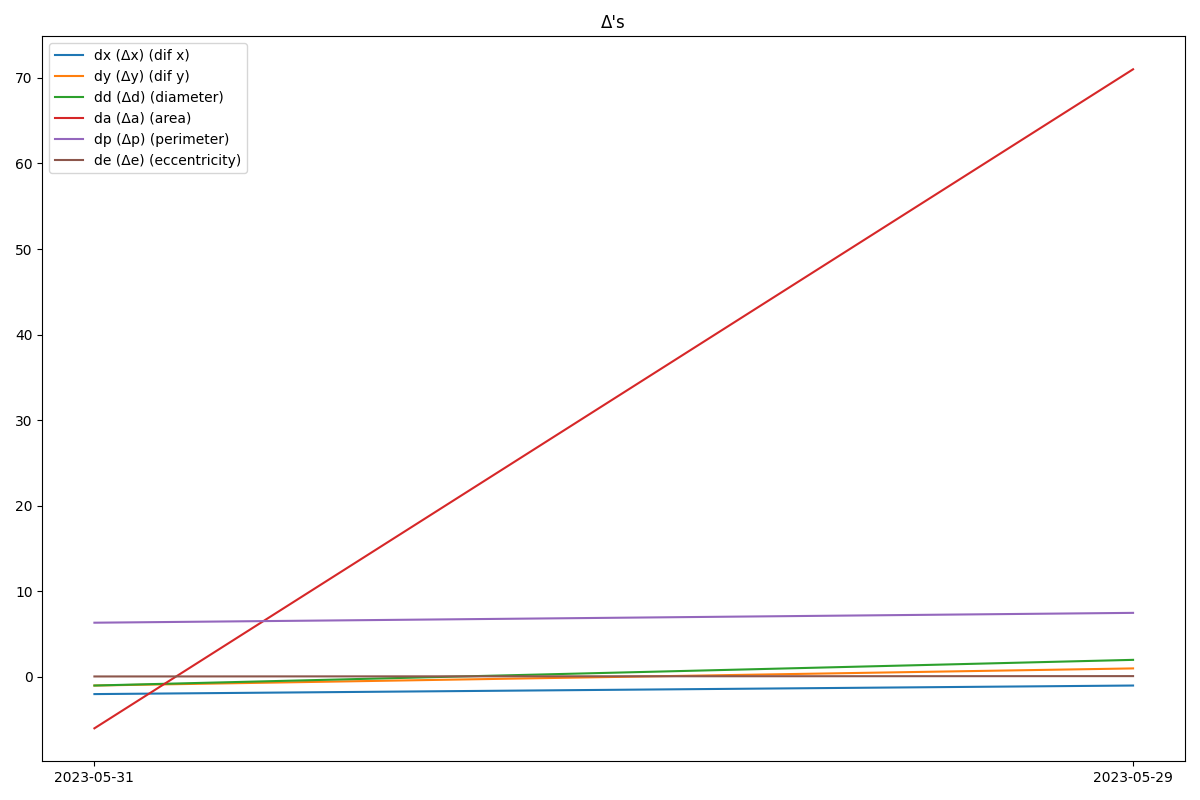 Δ's
dx (Δx) (dif x)
dy (Δy) (dif y)
dd (Δd) (diameter)
da (Δa) (area)
dp (Δp) (perimeter)
de (Δe) (eccentricity)
70
60
50
40
30
20
10
0
2023-05-31
2023-05-29